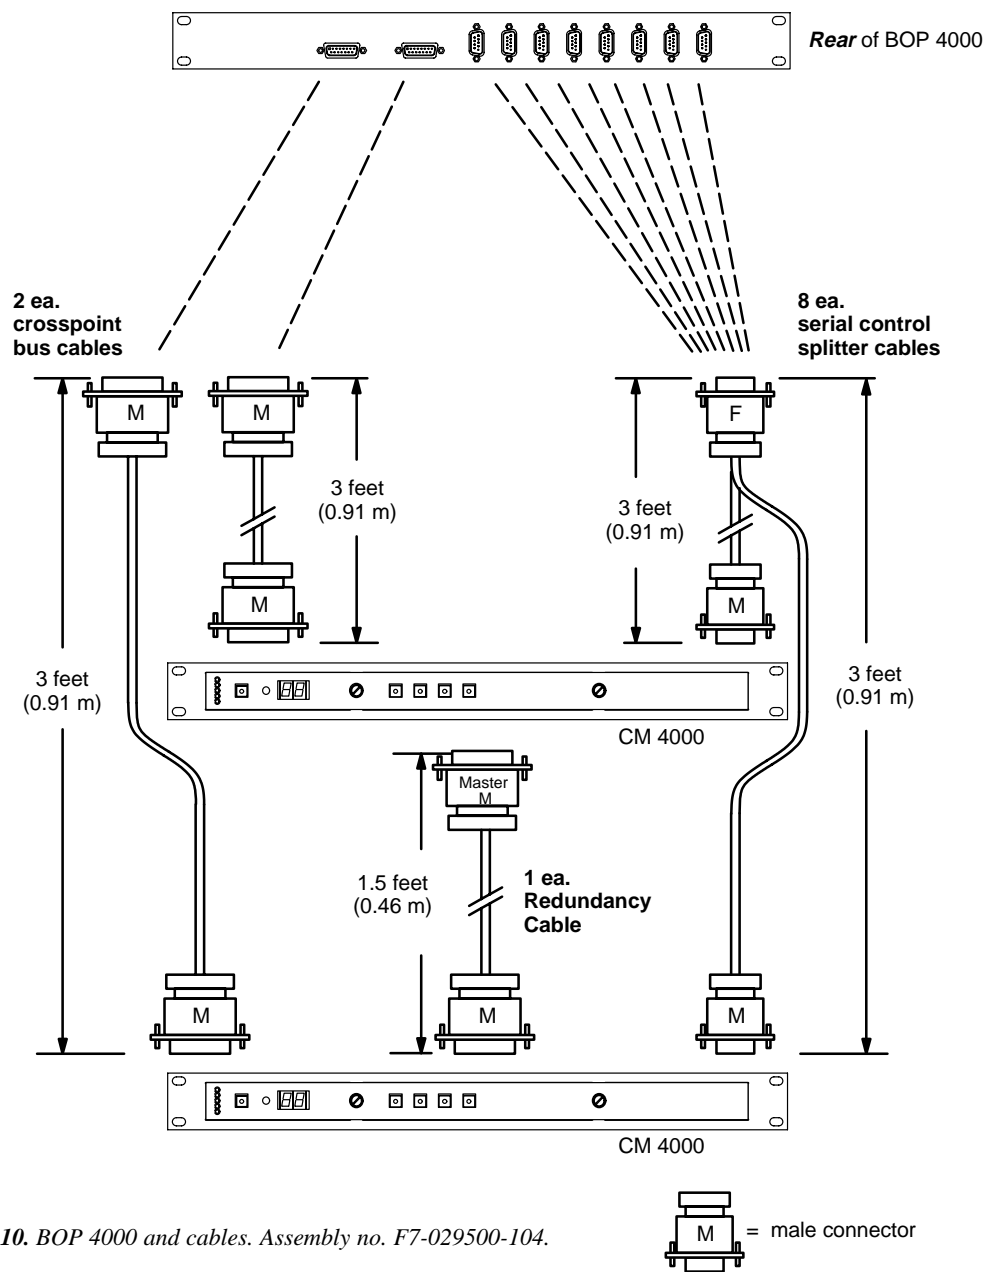 Rear of BOP 4000
2 ea.
crosspoint
bus cables
8 ea.
serial control
splitter cables
M
M
F
3 feet
(0.91 m)
3 feet
(0.91 m)
M
M
3 feet
(0.91 m)
3 feet
(0.91 m)
CM 4000
Master
M
1.5 feet
(0.46 m)
1 ea.
Redundancy
Cable
M
M
M
CM 4000
10. BOP 4000 and cables. Assembly no. F7-029500-104.
M = male connector